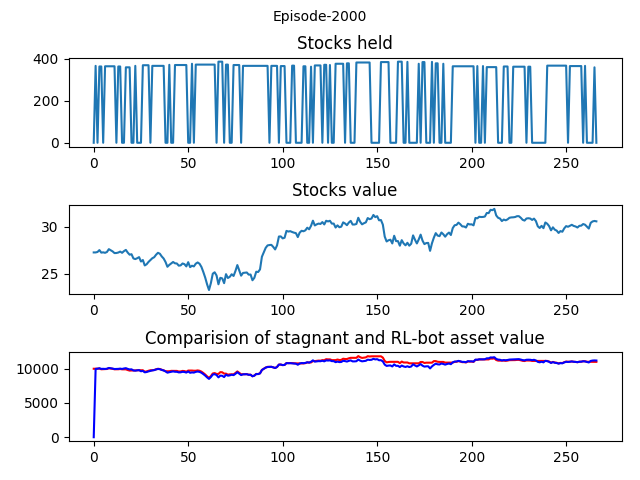 Episode-2000
Stocks held
400
200
0
0 50 100 150 200 250
Stocks value
30
25
0 50 100 150 200 250
Comparision of stagnant and RL-bot asset value
10000
5000
0
0 50 100 150 200 250